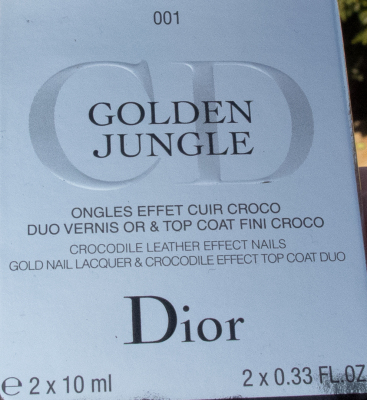 001
CD
GOLDEN
JUNGLE
ONGLES EFFET CUIR CROCO
DUO VERNIS OR & TOP COAT FINI CROCO
CROCODILE LEATHER EFFECT NAILS
GOLD NAIL LACQUER & CROCODILE EFFECT TOP COAT DUO
Dior
e 2 x 10 ml 2 x 0.33 FL.OZ